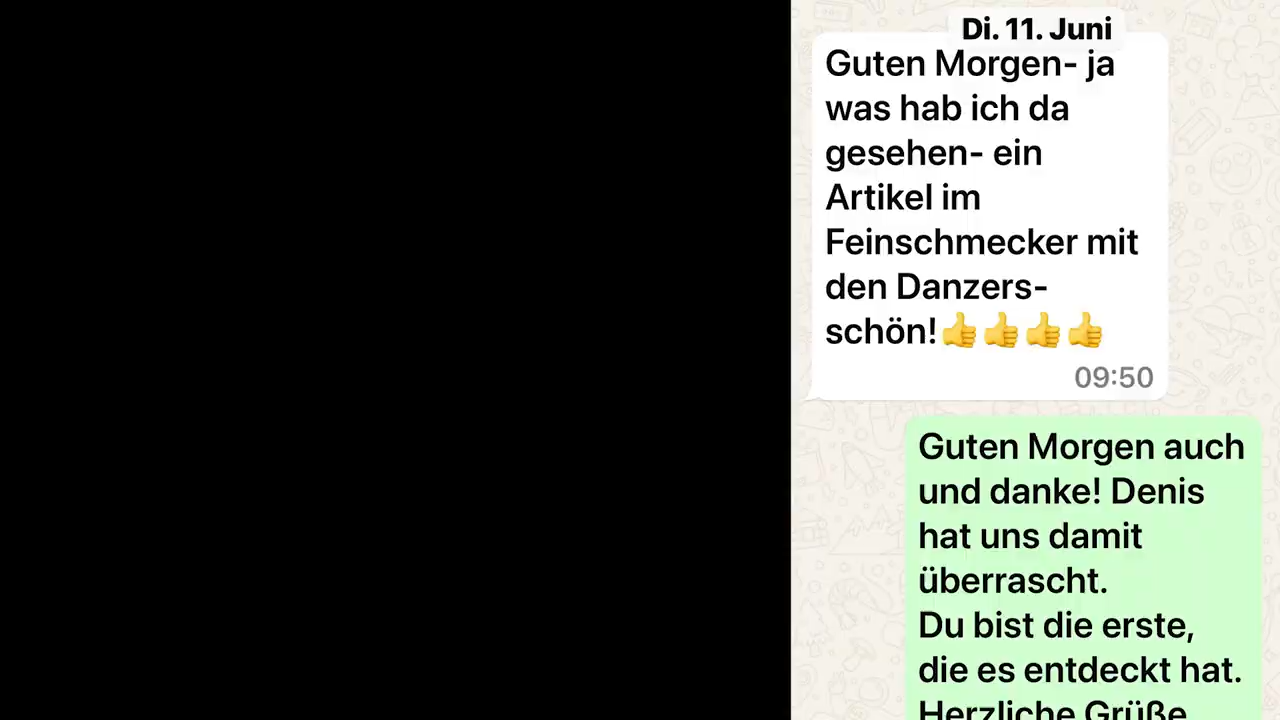 Di. 11. Juni
Guten Morgen- ja
was hab ich da
gesehen- ein
Artikel im
Feinschmecker mit
den Danzers-
schön!👍👍👍👍
09:50
Guten Morgen auch
und danke! Denis
hat uns damit
überrascht.
Du bist die erste,
die es entdeckt hat.
Herzliche Grüße